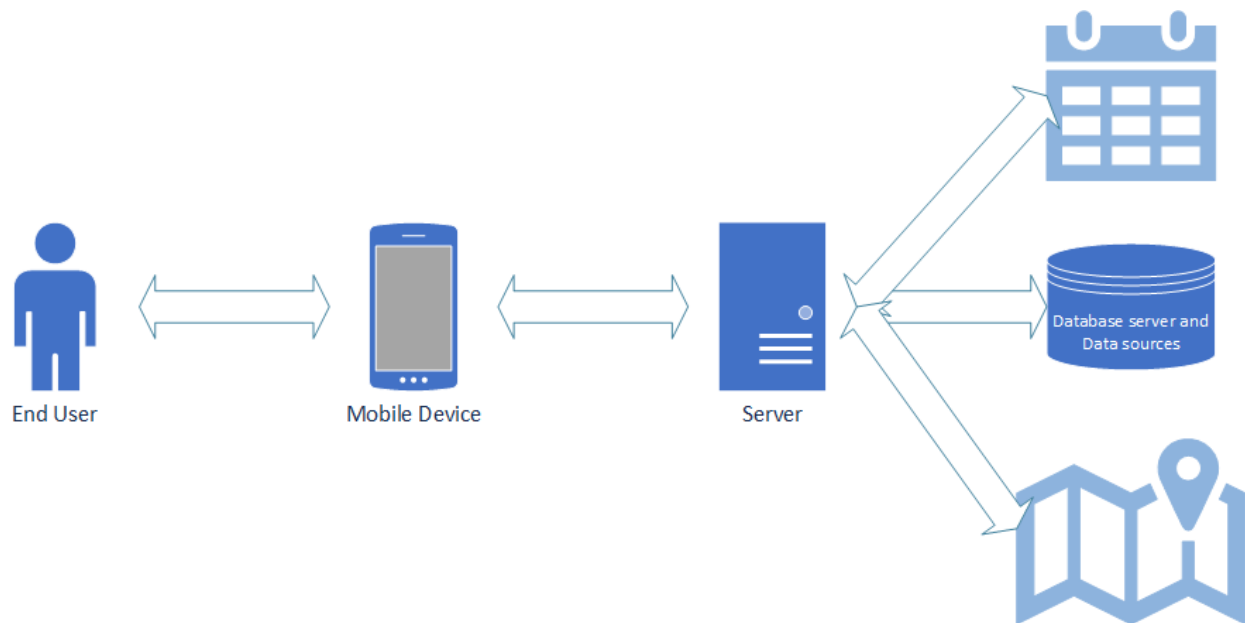 End User
Mobile Device
Server
Database server and
Data sources